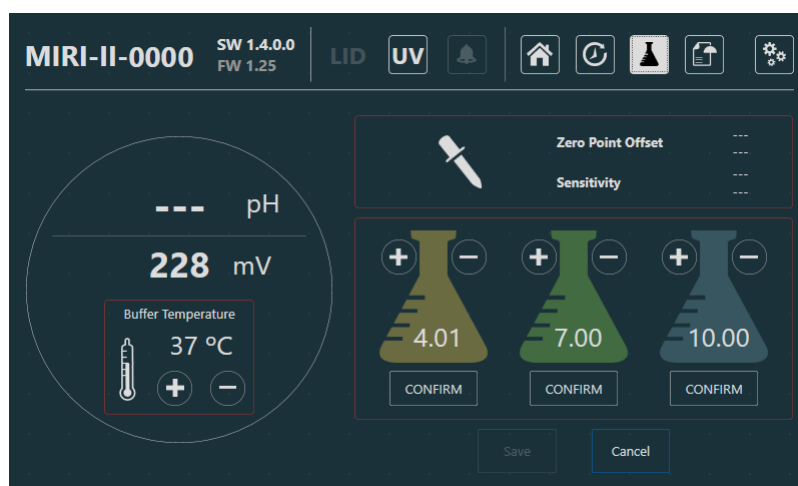 MIRI-II-0000
SW 1.4.0.0
FW 1.25
LID
UV
--- pH
228 mV
Buffer Temperature
37 ºC
Zero Point Offset ---
---
Sensitivity ---
---
4.01
7.00
10.00
CONFIRM
CONFIRM
CONFIRM
Save
Cancel